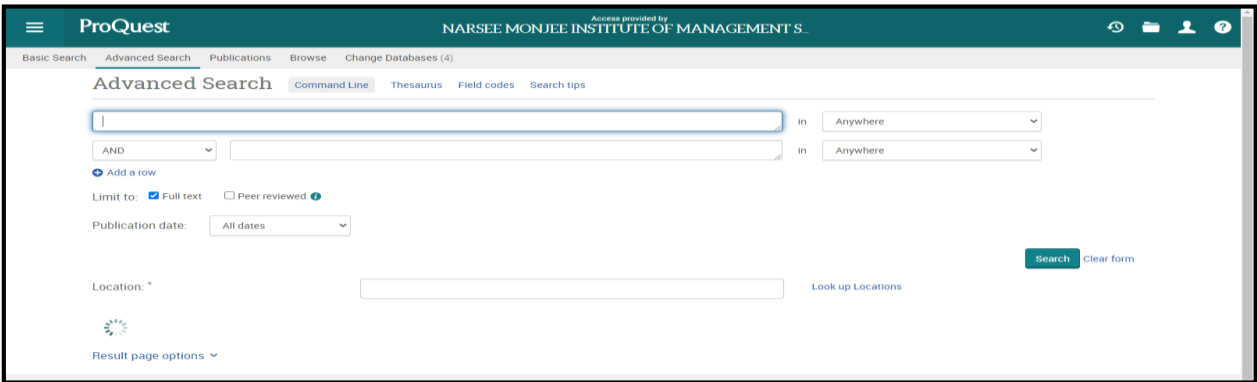 Access provided by
ProQuest NARSEE MONJEE INSTITUTE OF MANAGEMENT S...
Basic Search Advanced Search Publications Browse Change Databases (4)
Advanced Search Command Line Thesaurus Field codes Search tips
in Anywhere
AND in Anywhere
Add a row
Limit to: Full text Peer reviewed
Publication date: All dates
Search Clear form
Location: * Look up Locations
Result page options